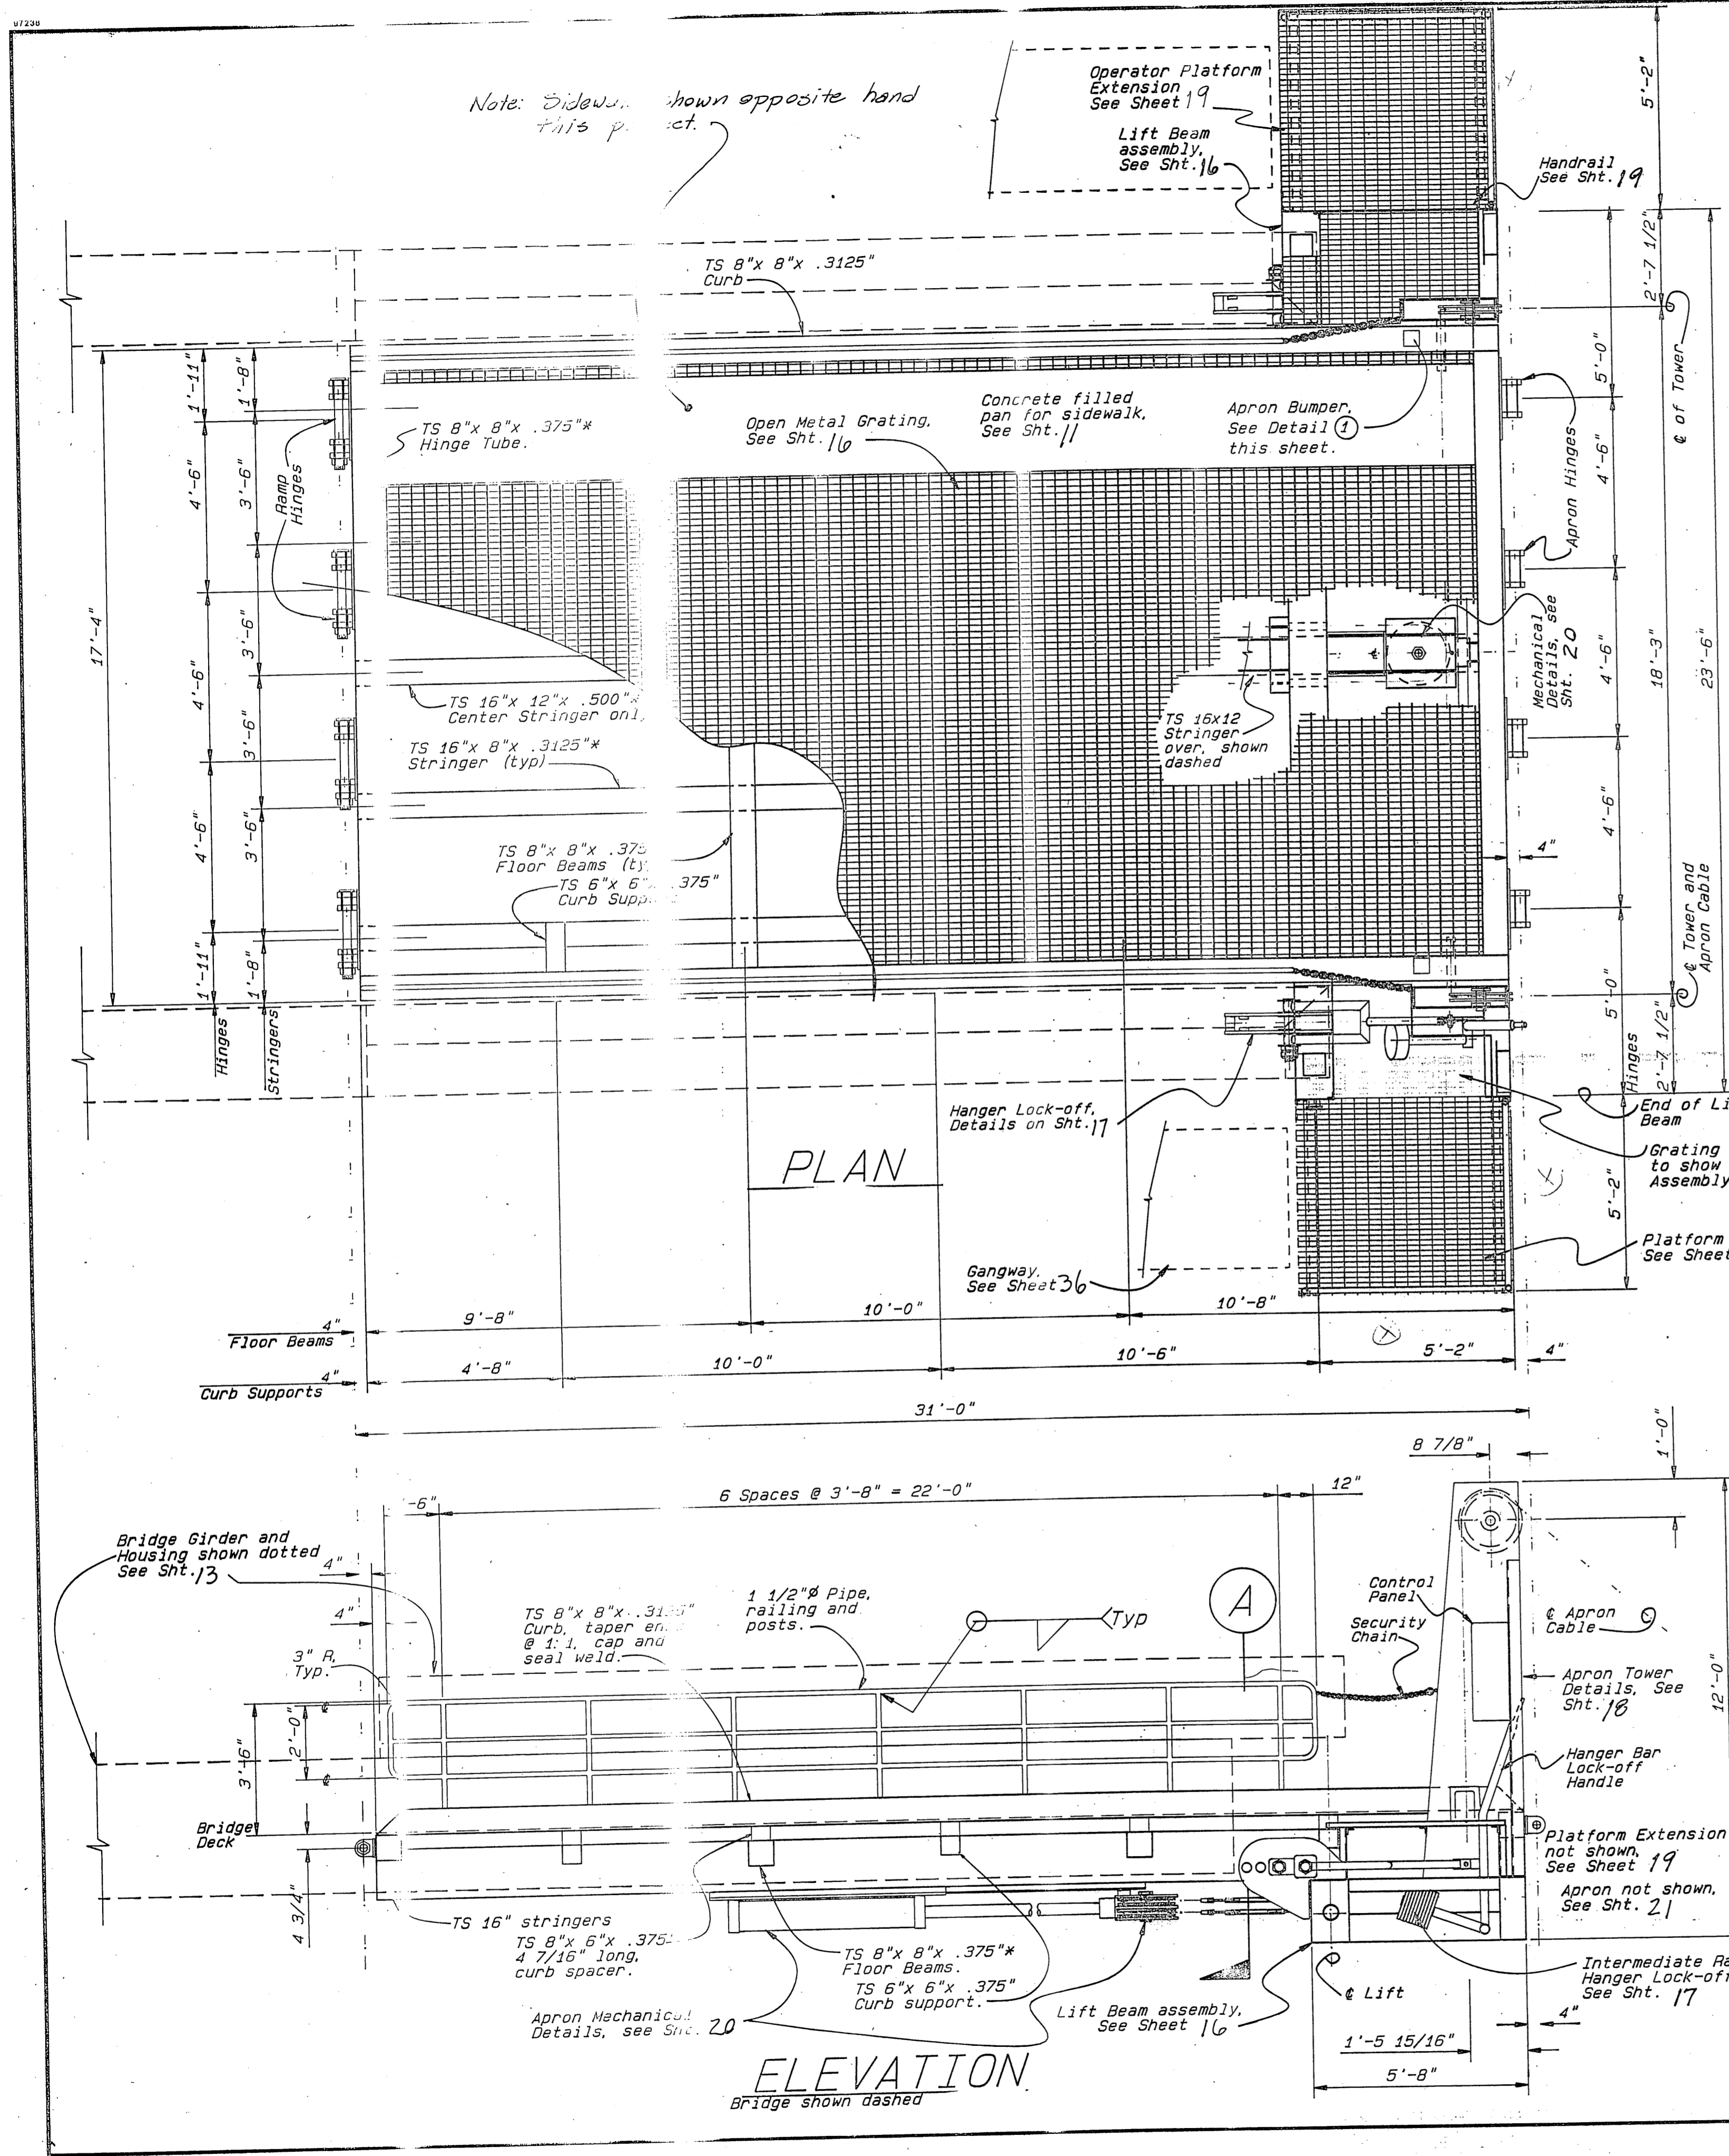 97238
Note: shown opposite hand
this
Operator Platform
Extension
See Sheet 19
Lift Beam
assembly,
See Sht. 16
Handrail
See Sht. 19
5'-2"
2'-7 1/2"
℄ of Tower
5'-0"
4'-6"
4'-6"
4'-6"
5'-0"
Hinges
18'-3"
23'-6"
TS 8"x 8"x .3125"
Curb
1'-11"
1'-8"
4'-6"
3'-6"
Ramp
Hinges
TS 8"x 8"x .375"*
Hinge Tube.
Open Metal Grating,
See Sht. 16
Concrete filled
pan for sidewalk,
See Sht. 11
Apron Bumper,
See Detail 1
this sheet.
Apron Hinges
17'-4"
4'-6"
3'-6"
TS 16"x 12"x .500"*
Center Stringer only
TS 16"x 8"x .3125"*
Stringer (typ)
3'-6"
4'-6"
3'-6"
TS 16x12
Stringer
over, shown
dashed
Mechanical
Details, see
Sht. 20
TS 8"x 8"x .375
Floor Beams
TS 6"x 6" .375"
Curb
4"
1'-11"
1'-8"
Hinges
Stringers
℄ Tower and
Apron Cable
2'-7 1/2"
End of
Beam
Hanger Lock-off,
Details on Sht. 17
Grating
to show
Assembly
PLAN
5'-2"
Platform
See Sheet
Gangway,
See Sheet 36
4"
Floor Beams
9'-8"
10'-0"
10'-8"
4"
Curb Supports
4'-8"
10'-0"
10'-6"
5'-2"
4"
31'-0"
8 7/8"
1'-0"
-6"
6 Spaces @ 3'-8" = 22'-0"
12"
Bridge Girder and
Housing shown dotted
See Sht. 13
4"
4"
3" R.
Typ.
TS 8"x 8"x
Curb, taper
@ 1:1, cap and
seal weld.
1 1/2"Ø Pipe,
railing and
posts.
Typ
A
Control
Panel
Security
Chain
℄ Apron
Cable
Apron Tower
Details, See
Sht. 18
12'-0"
3'-6"
2'-0"
℄
℄
Hanger Bar
Lock-off
Handle
Bridge
Deck
4 3/4"
Platform Extension
not shown,
See Sheet 19
Apron not shown,
See Sht. 21
TS 16" stringers
TS 8"x 6"x .375
4 7/16" long,
curb spacer.
TS 8"x 8"x .375"*
Floor Beams.
TS 6"x 6"x .375"
Curb support.
Intermediate
Hanger
See Sht. 17
Apron Mechanical
Details, see Sht. 20
Lift Beam assembly,
See Sheet 16
℄ Lift
4"
1'-5 15/16"
5'-8"
ELEVATION
Bridge shown dashed